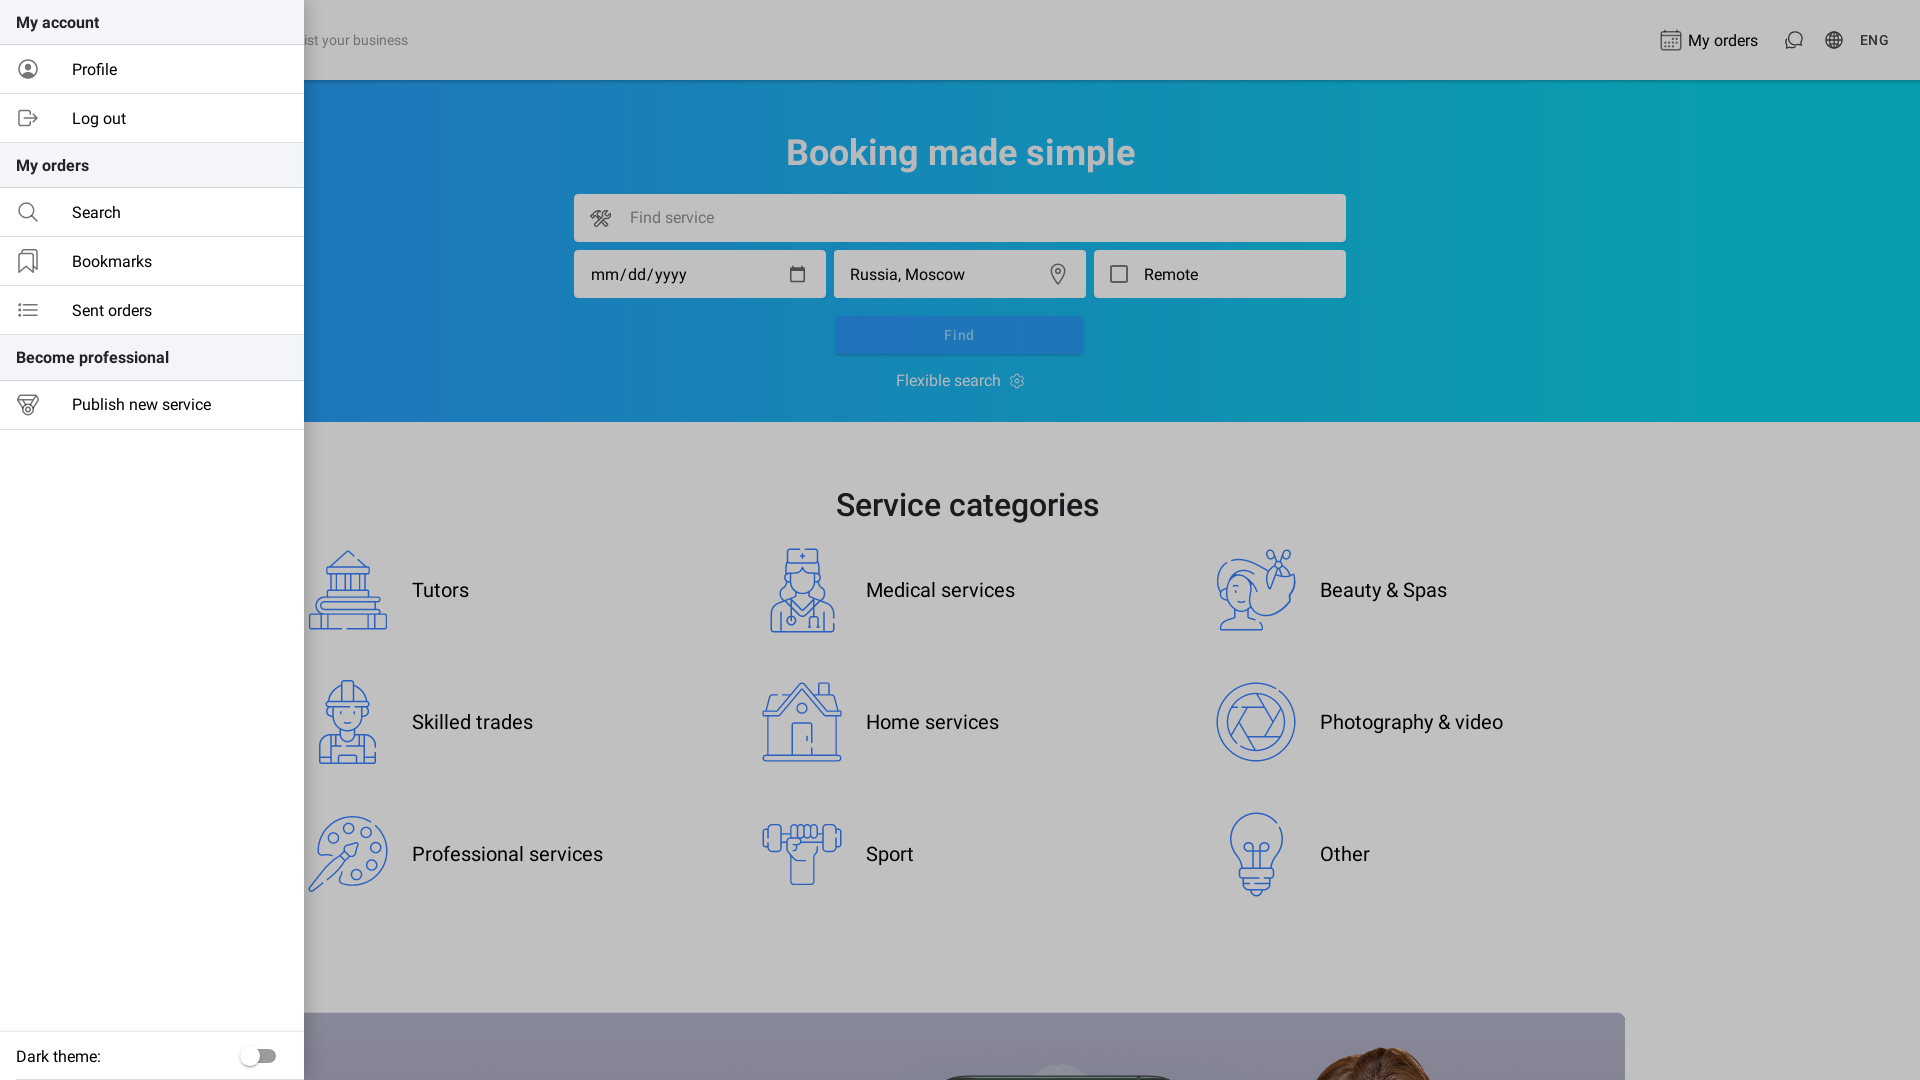 My account
Profile
Log out
My orders
Search
Bookmarks
Sent orders
Become professional
Publish new service
Dark theme:
ist your business
My orders
ENG
Booking made simple
Find service
mm/dd/yyyy
Russia, Moscow
Remote
Find
Flexible search
Service categories
Tutors
Medical services
Beauty & Spas
Skilled trades
Home services
Photography & video
Professional services
Sport
Other